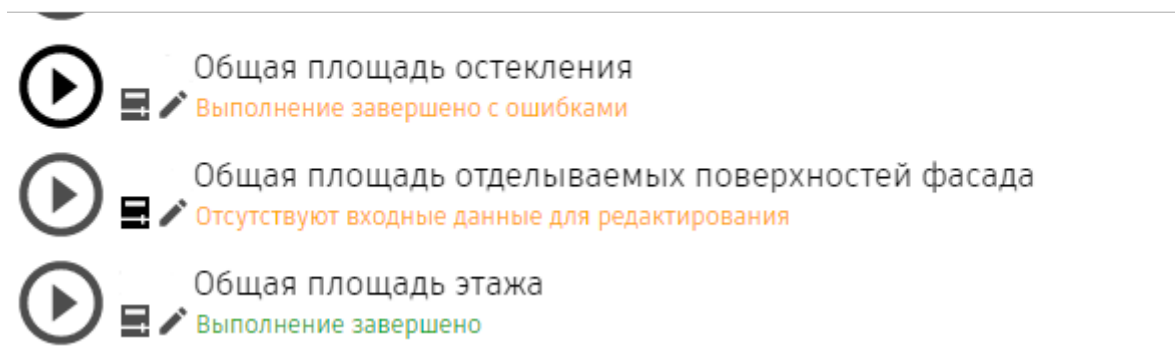 Общая площадь остекления
Выполнение завершено с ошибками
Общая площадь отделываемых поверхностей фасада
Отсутствуют входные данные для редактирования
Общая площадь этажа
Выполнение завершено